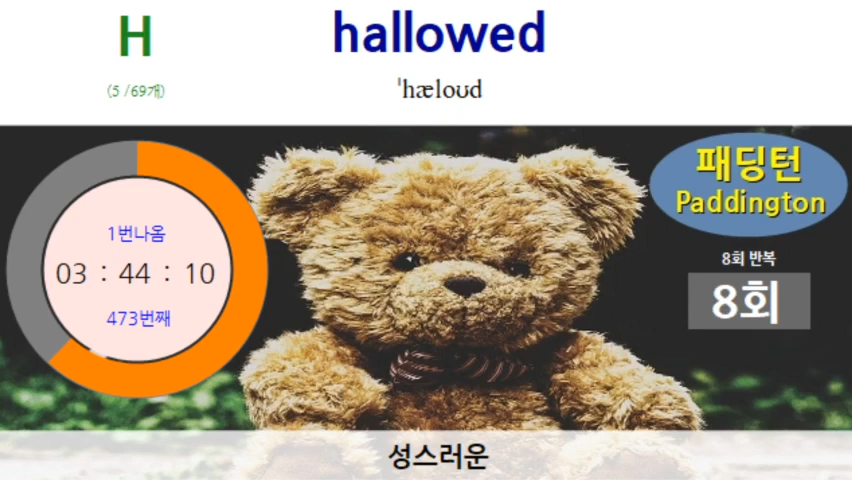 H
hallowed
(5 /69개)
ˈhæloʊd
패딩턴
Paddington
1번나옴
03 : 44 : 10
473번째
8회 반복
8회
성스러운